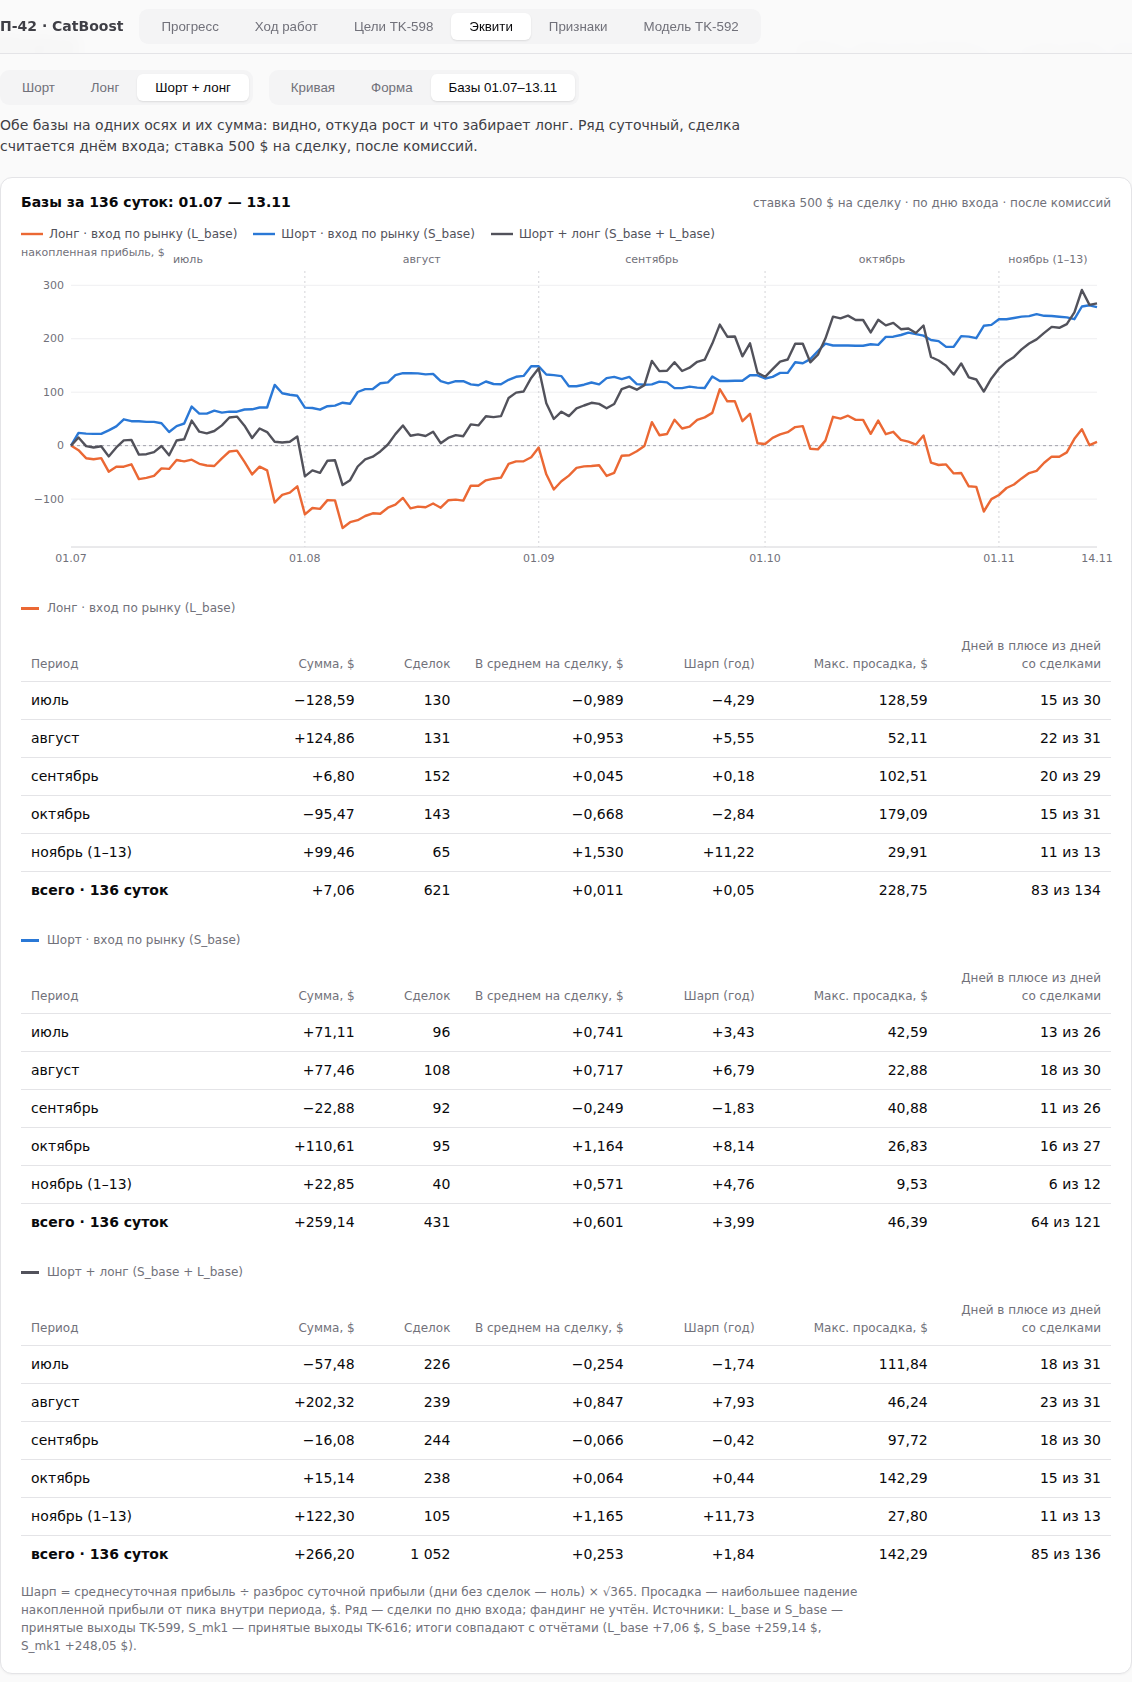 П-42 · CatBoost
Прогресс Ход работ Цели TK-598 Эквити Признаки Модель TK-592
Шорт Лонг Шорт + лонг Кривая Форма Базы 01.07–13.11
Обе базы на одних осях и их сумма: видно, откуда рост и что забирает лонг. Ряд суточный, сделка
считается днём входа; ставка 500 $ на сделку, после комиссий.
Базы за 136 суток: 01.07 — 13.11
ставка 500 $ на сделку · по дню входа · после комиссий
Лонг · вход по рынку (L_base) Шорт · вход по рынку (S_base) Шорт + лонг (S_base + L_base)
накопленная прибыль, $
июль август сентябрь октябрь ноябрь (1–13)
300
200
100
0
−100
01.07 01.08 01.09 01.10 01.11 14.11
Лонг · вход по рынку (L_base)
Период Сумма, $ Сделок В среднем на сделку, $ Шарп (год) Макс. просадка, $ Дней в плюсе из дней
со сделками
июль −128,59 130 −0,989 −4,29 128,59 15 из 30
август +124,86 131 +0,953 +5,55 52,11 22 из 31
сентябрь +6,80 152 +0,045 +0,18 102,51 20 из 29
октябрь −95,47 143 −0,668 −2,84 179,09 15 из 31
ноябрь (1–13) +99,46 65 +1,530 +11,22 29,91 11 из 13
всего · 136 суток +7,06 621 +0,011 +0,05 228,75 83 из 134
Шорт · вход по рынку (S_base)
Период Сумма, $ Сделок В среднем на сделку, $ Шарп (год) Макс. просадка, $ Дней в плюсе из дней
со сделками
июль +71,11 96 +0,741 +3,43 42,59 13 из 26
август +77,46 108 +0,717 +6,79 22,88 18 из 30
сентябрь −22,88 92 −0,249 −1,83 40,88 11 из 26
октябрь +110,61 95 +1,164 +8,14 26,83 16 из 27
ноябрь (1–13) +22,85 40 +0,571 +4,76 9,53 6 из 12
всего · 136 суток +259,14 431 +0,601 +3,99 46,39 64 из 121
Шорт + лонг (S_base + L_base)
Период Сумма, $ Сделок В среднем на сделку, $ Шарп (год) Макс. просадка, $ Дней в плюсе из дней
со сделками
июль −57,48 226 −0,254 −1,74 111,84 18 из 31
август +202,32 239 +0,847 +7,93 46,24 23 из 31
сентябрь −16,08 244 −0,066 −0,42 97,72 18 из 30
октябрь +15,14 238 +0,064 +0,44 142,29 15 из 31
ноябрь (1–13) +122,30 105 +1,165 +11,73 27,80 11 из 13
всего · 136 суток +266,20 1 052 +0,253 +1,84 142,29 85 из 136
Шарп = среднесуточная прибыль ÷ разброс суточной прибыли (дни без сделок — ноль) × √365. Просадка — наибольшее падение
накопленной прибыли от пика внутри периода, $. Ряд — сделки по дню входа; фандинг не учтён. Источники: L_base и S_base —
принятые выходы TK-599, S_mk1 — принятые выходы TK-616; итоги совпадают с отчётами (L_base +7,06 $, S_base +259,14 $,
S_mk1 +248,05 $).